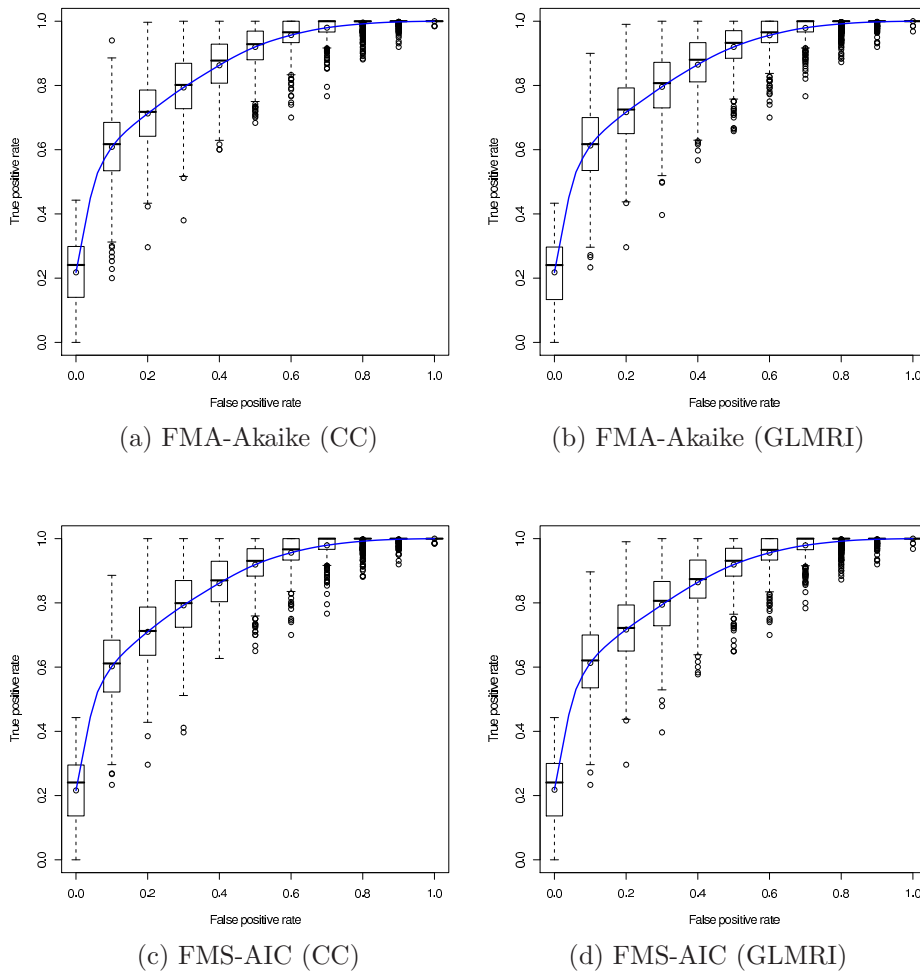 1.0
0.8
0.6
0.4
0.2
0.0
True positive rate
0.0 0.2 0.4 0.6 0.8 1.0
False positive rate
(a) FMA-Akaike (CC)
1.0
0.8
0.6
0.4
0.2
0.0
True positive rate
0.0 0.2 0.4 0.6 0.8 1.0
False positive rate
(b) FMA-Akaike (GLMRI)
1.0
0.8
0.6
0.4
0.2
0.0
True positive rate
0.0 0.2 0.4 0.6 0.8 1.0
False positive rate
(c) FMS-AIC (CC)
1.0
0.8
0.6
0.4
0.2
0.0
True positive rate
0.0 0.2 0.4 0.6 0.8 1.0
False positive rate
(d) FMS-AIC (GLMRI)